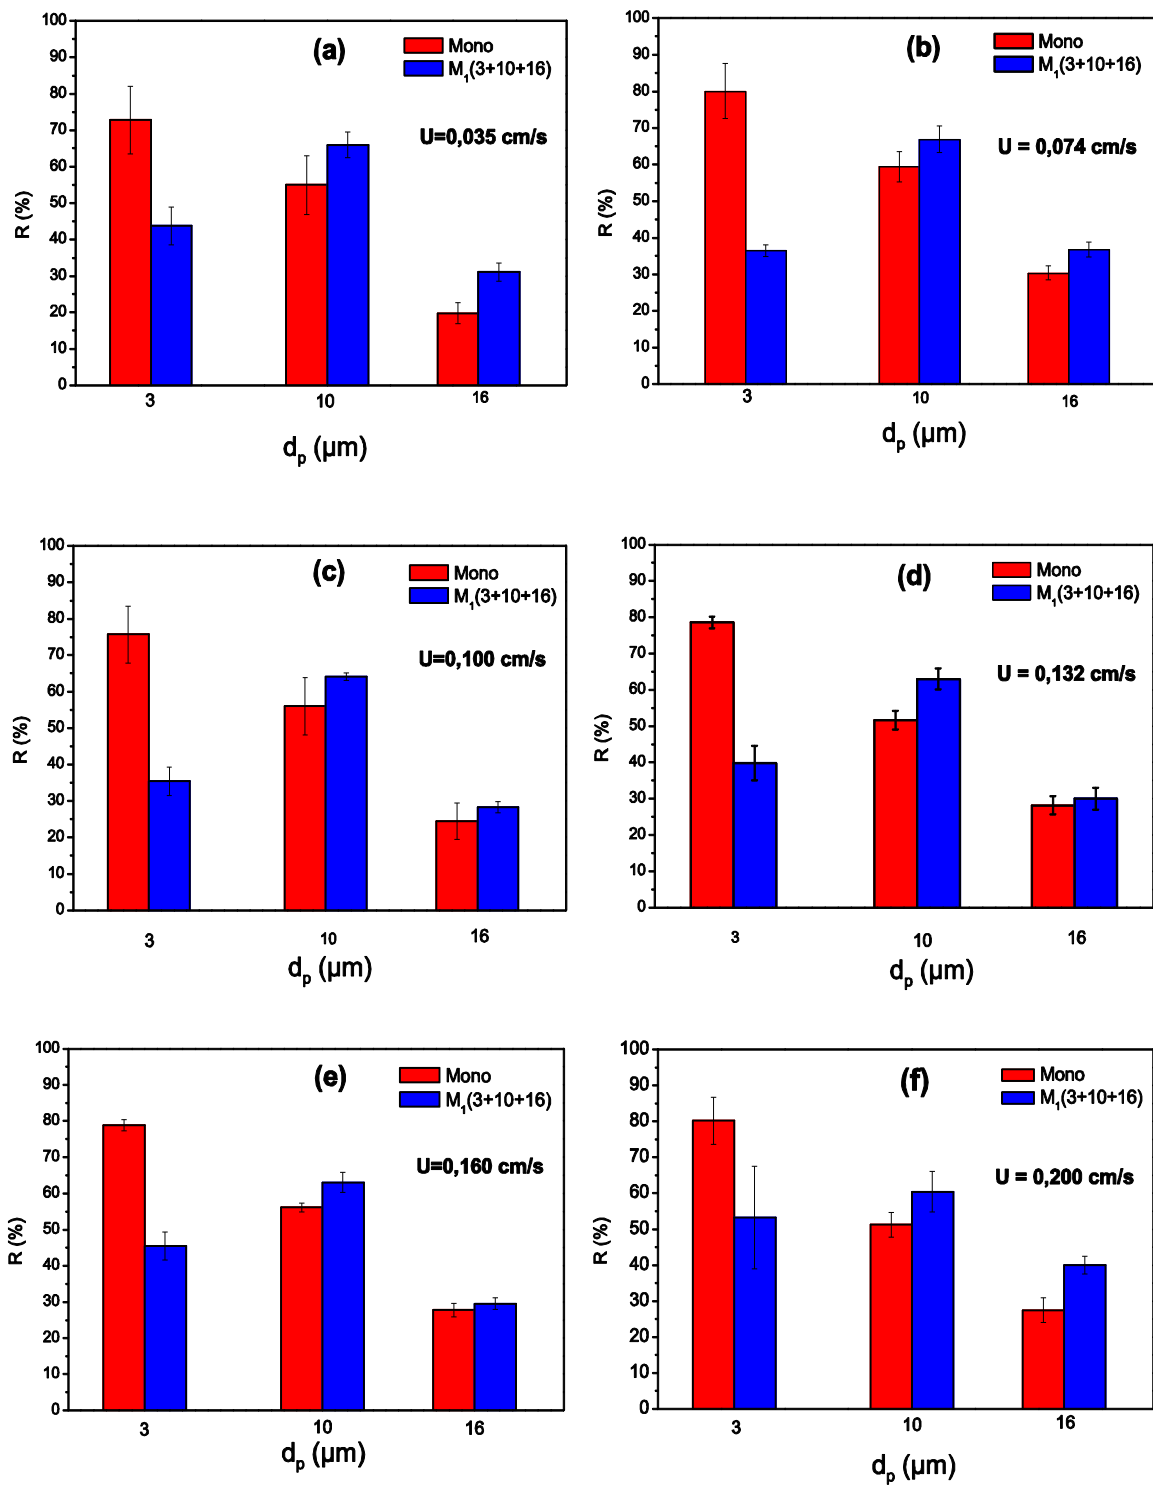 (a)
Mono
M1(3+10+16)
U=0,035 cm/s
R (%)
100
90
80
70
60
50
40
30
20
10
0
3
10
16
dp (µm)
(b)
Mono
M1(3+10+16)
U = 0,074 cm/s
R (%)
100
90
80
70
60
50
40
30
20
10
0
3
10
16
dp (µm)
(c)
Mono
M1(3+10+16)
U=0,100 cm/s
R (%)
100
90
80
70
60
50
40
30
20
10
0
3
10
16
dp (µm)
(d)
Mono
M1(3+10+16)
U = 0,132 cm/s
R (%)
100
90
80
70
60
50
40
30
20
10
0
3
10
16
dp (µm)
(e)
Mono
M1(3+10+16)
U=0,160 cm/s
R (%)
100
90
80
70
60
50
40
30
20
10
0
3
10
16
dp (µm)
(f)
Mono
M1(3+10+16)
U = 0,200 cm/s
R (%)
100
90
80
70
60
50
40
30
20
10
0
3
10
16
dp (µm)